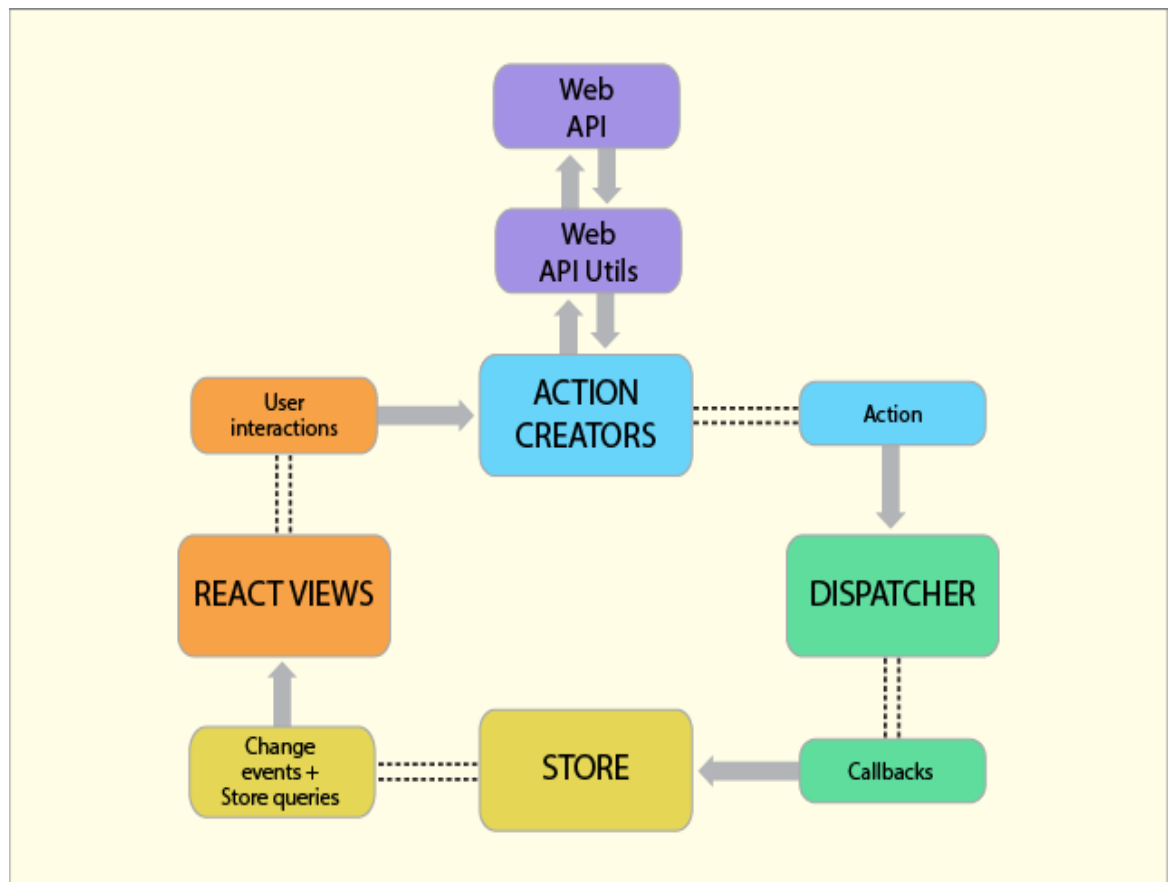 Web
API
Web
API Utils
User
interactions
ACTION
CREATORS
Action
REACT VIEWS
DISPATCHER
Change
events +
Store queries
STORE
Callbacks